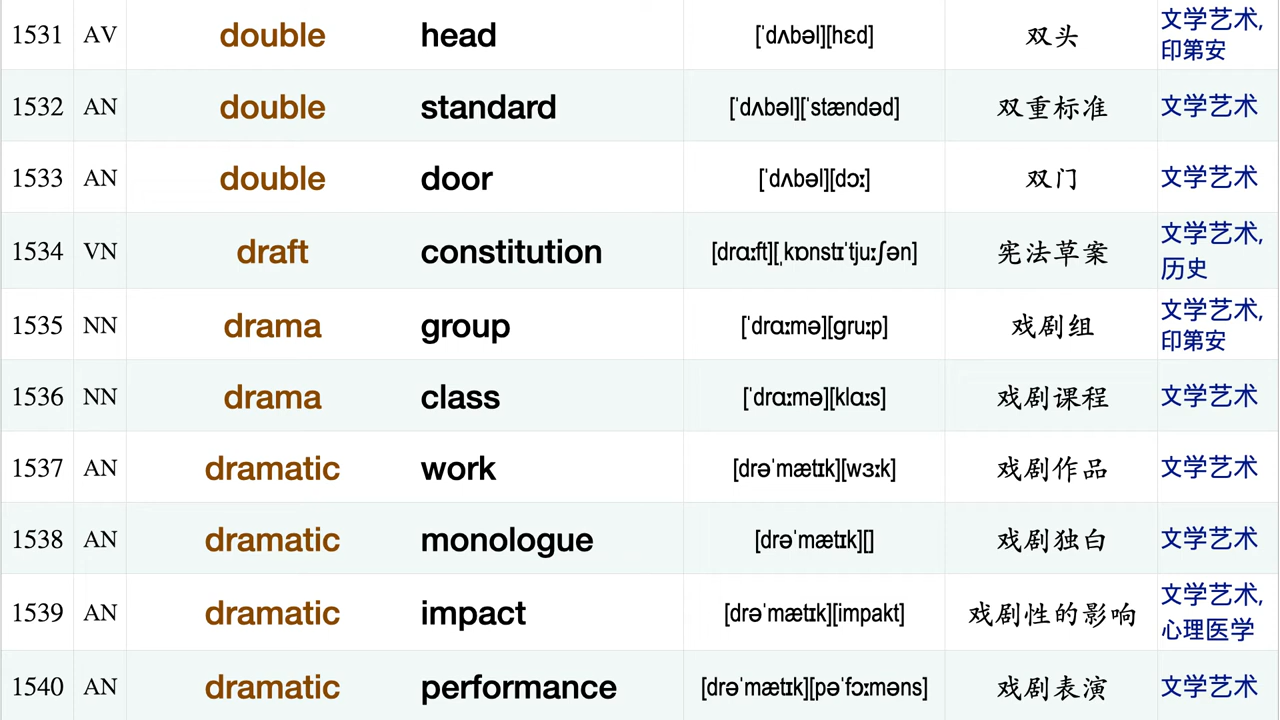 1531 AV double head [ˈdʌbəl][hɛd] 双头 文学艺术, 印第安
1532 AN double standard [ˈdʌbəl][ˈstændəd] 双重标准 文学艺术
1533 AN double door [ˈdʌbəl][dɔː] 双门 文学艺术
1534 VN draft constitution [drɑːft][ˌkɒnstɪˈtjuːʃən] 宪法草案 文学艺术, 历史
1535 NN drama group [ˈdrɑːmə][ɡruːp] 戏剧组 文学艺术, 印第安
1536 NN drama class [ˈdrɑːmə][klɑːs] 戏剧课程 文学艺术
1537 AN dramatic work [drəˈmætɪk][wɜːk] 戏剧作品 文学艺术
1538 AN dramatic monologue [drəˈmætɪk][] 戏剧独白 文学艺术
1539 AN dramatic impact [drəˈmætɪk][impakt] 戏剧性的影响 文学艺术, 心理医学
1540 AN dramatic performance [drəˈmætɪk][pəˈfɔːməns] 戏剧表演 文学艺术